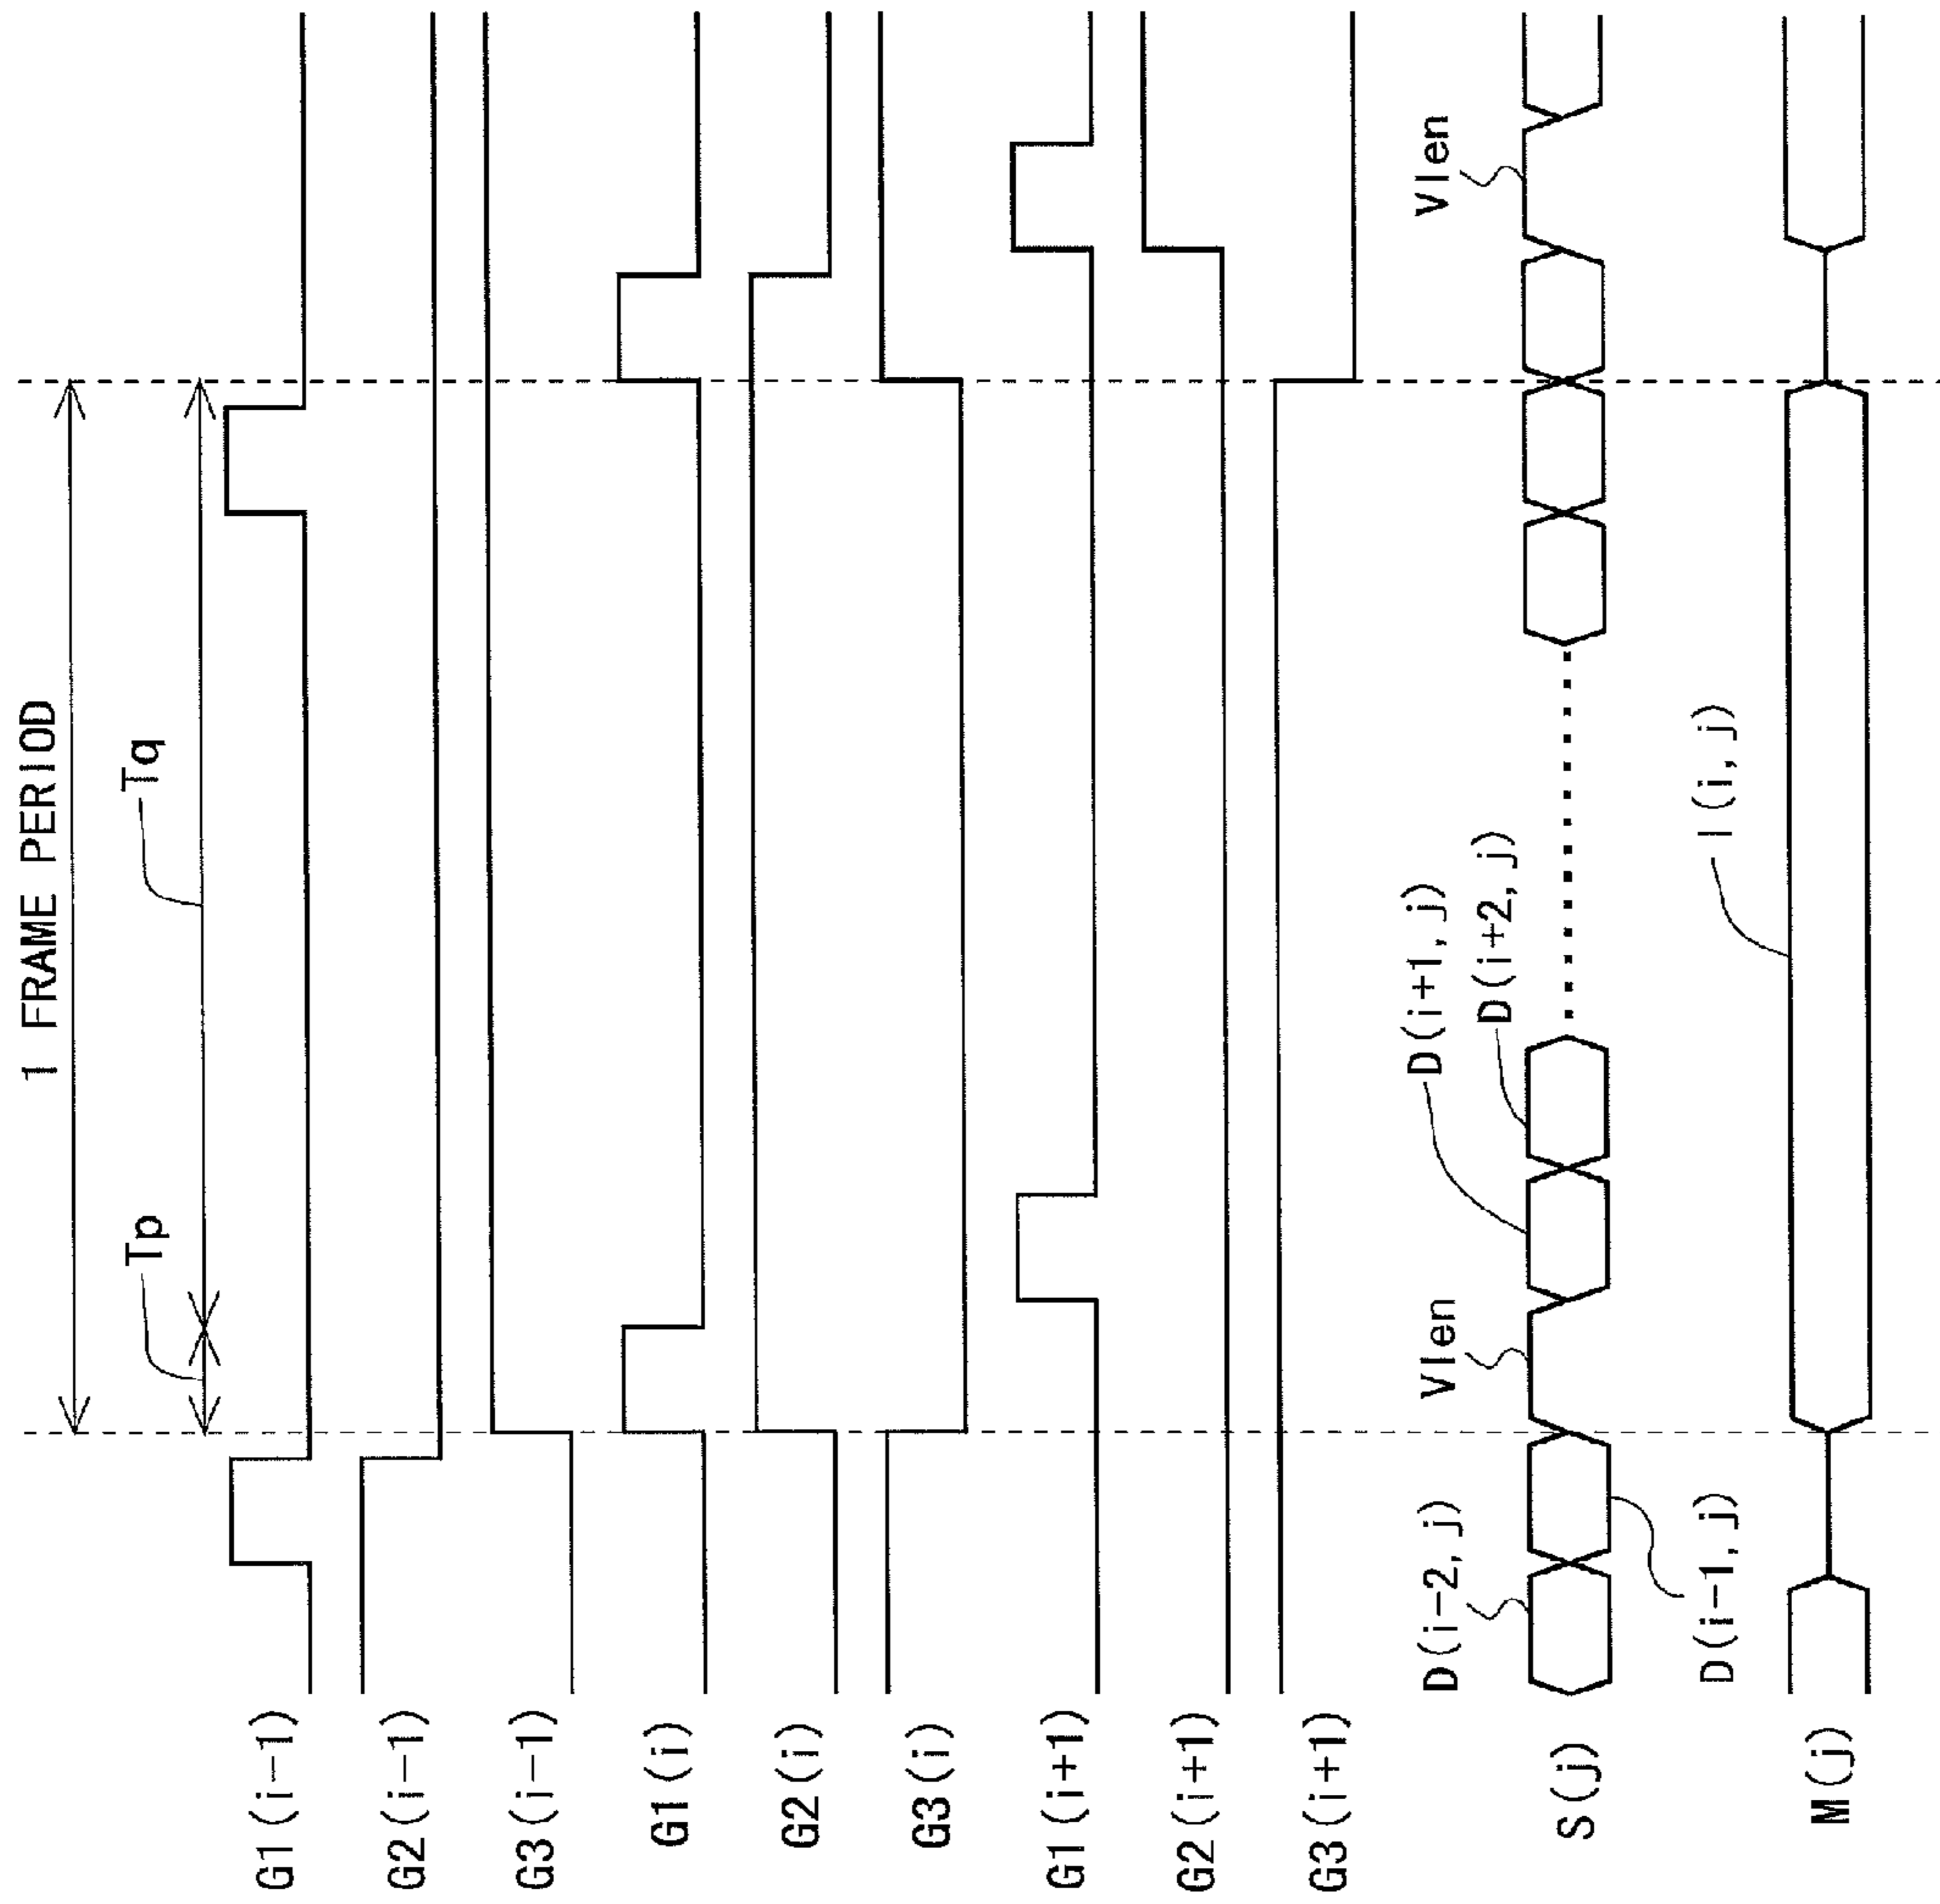 1 FRAME PERIOD
Tp
Tq
G1(i-1)
G2(i-1)
G3(i-1)
G1(i)
G2(i)
G3(i)
G1(i+1)
G2(i+1)
G3(i+1)
D(i-2,j)
Vlen
D(i+1,j)
D(i+2,j)
Vlen
S(j)
D(i-1,j)
I(i,j)
M(j)